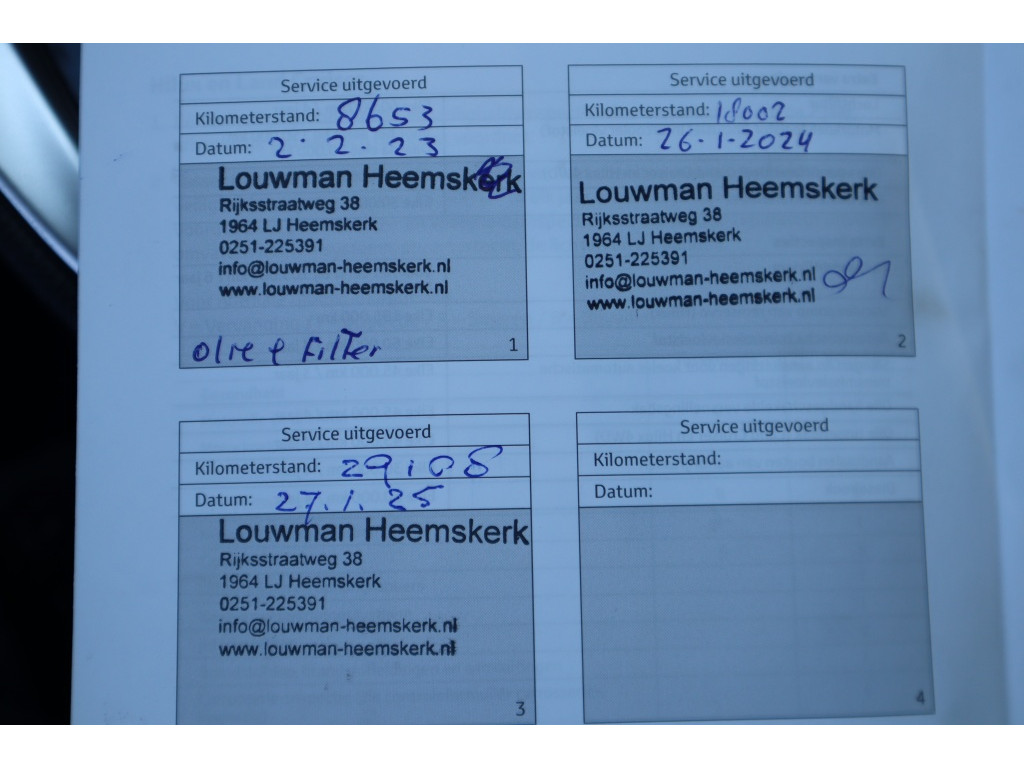 Service uitgevoerd
Kilometerstand: 8653
Datum: 2.2.23
Louwman Heemskerk
Rijksstraatweg 38
1964 LJ Heemskerk
0251-225391
info@louwman-heemskerk.nl
www.louwman-heemskerk.nl
olie & Filter
1
Service uitgevoerd
Kilometerstand: 18002
Datum: 26-1-2024
Louwman Heemskerk
Rijksstraatweg 38
1964 LJ Heemskerk
0251-225391
info@louwman-heemskerk.nl
www.louwman-heemskerk.nl
2
Service uitgevoerd
Kilometerstand: 29108
Datum: 27.1.25
Louwman Heemskerk
Rijksstraatweg 38
1964 LJ Heemskerk
0251-225391
info@louwman-heemskerk.nl
www.louwman-heemskerk.nl
3
Service uitgevoerd
Kilometerstand:
Datum:
4